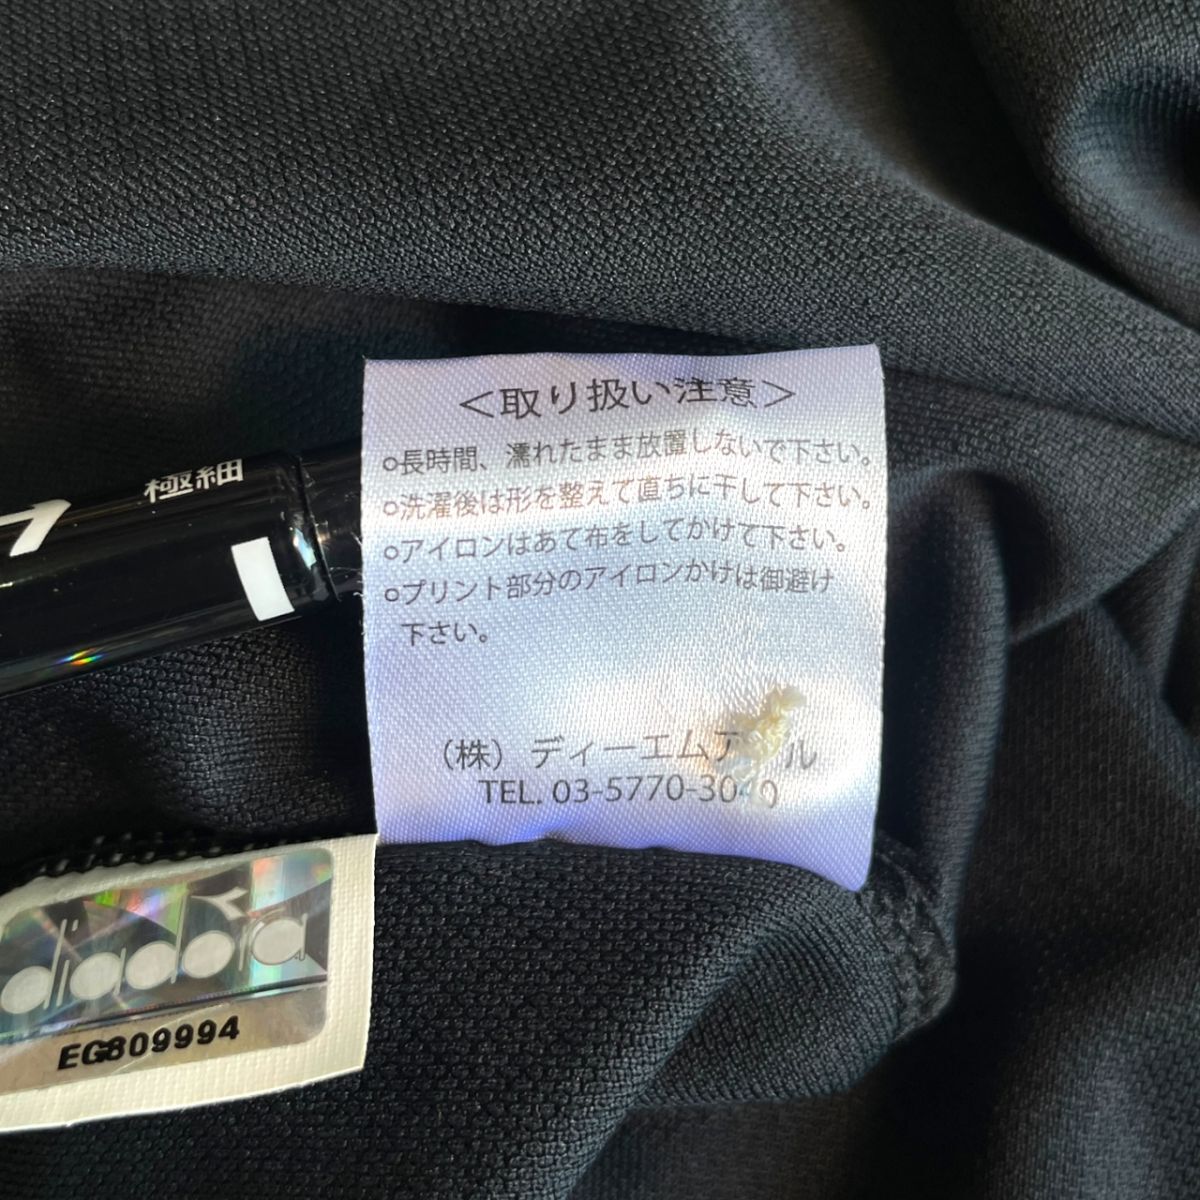 ＜取り扱い注意＞
○長時間、濡れたまま放置しないで下さい。
○洗濯後は形を整えて直ちに干して下さい。
○アイロンはあて布をしてかけて下さい。
○プリント部分のアイロンかけは御避け
下さい。
（株）ディーエムア ル
TEL. 03-5770-30
極細
diadora
EG809994